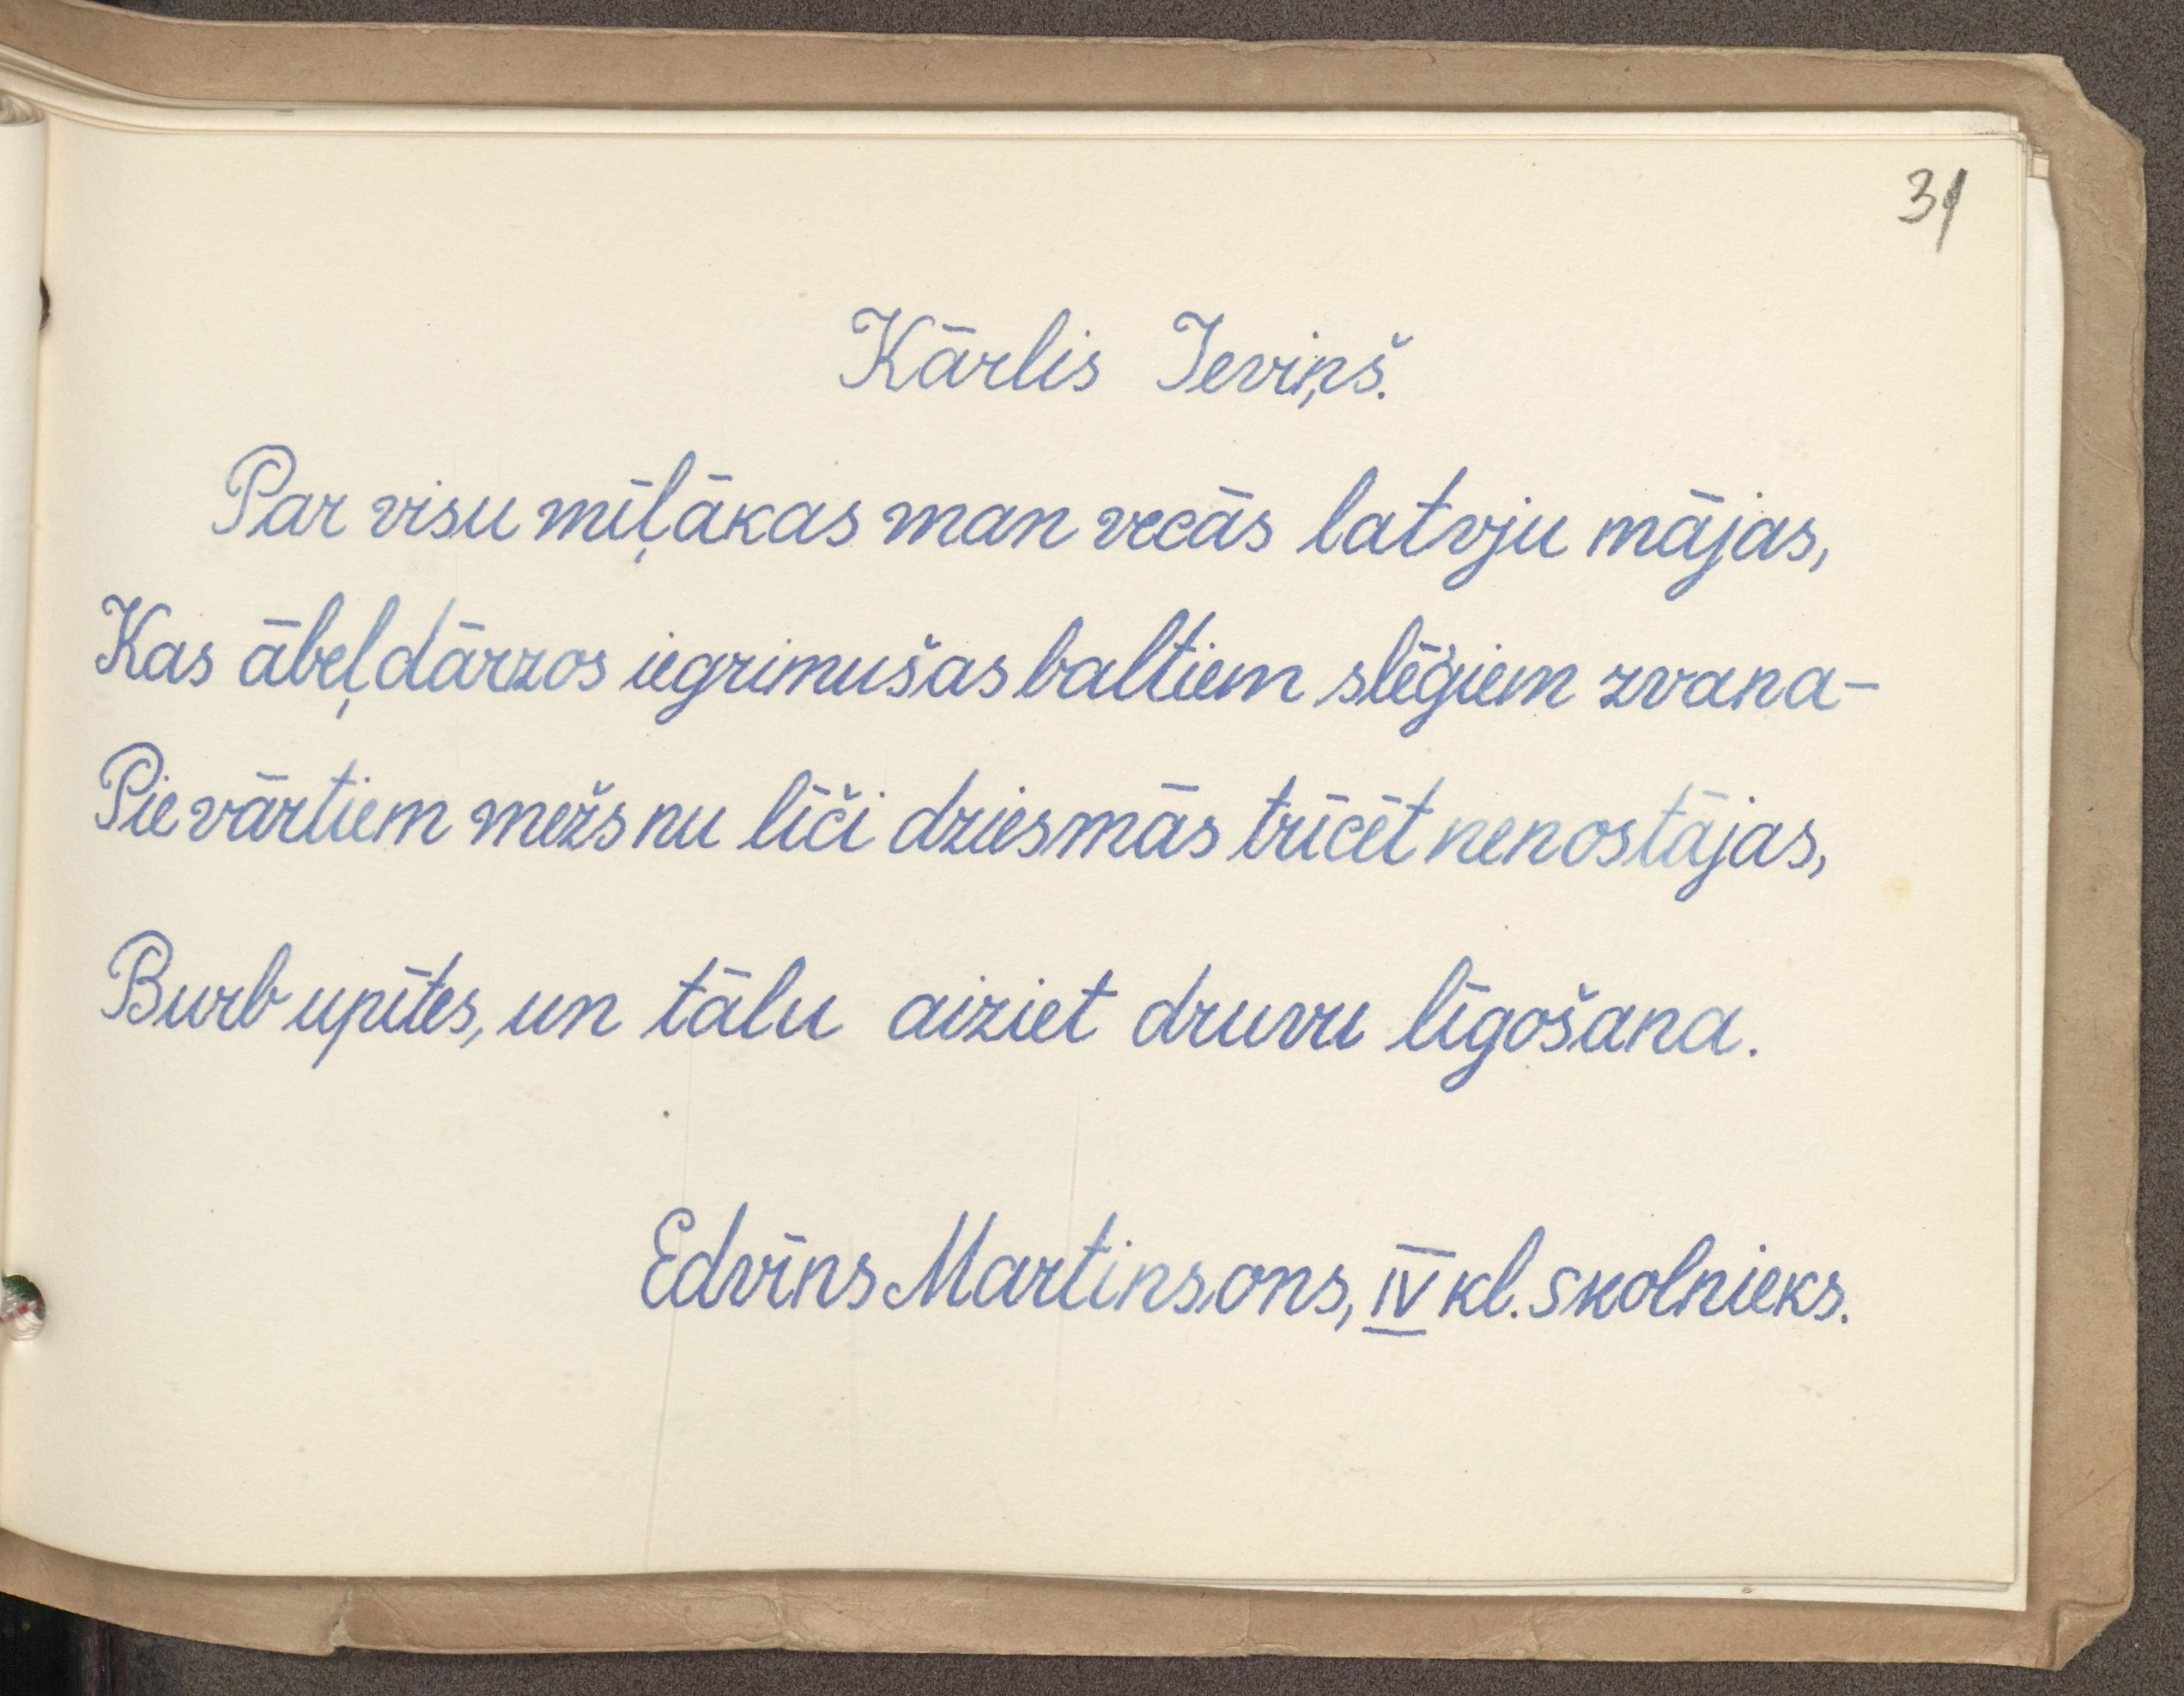 31
Kārlis Ieviņš.
Par visu mīļākas man vecās latvju mājas,
Kas ābeļdārzos iegrimušas baltiem slēģiem zvana-
Pie vārtiem mežs nu līči dziesmās trīcēt nenostājas,
Burb upītes, un tālu aiziet druvu līgošana.
Edvīns Martinsons, IV kl. skolnieks.